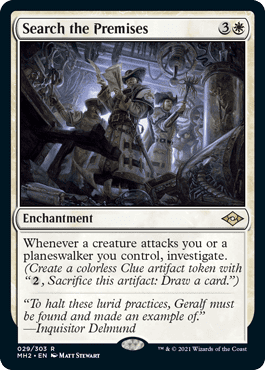 Search the Premises 3
Enchantment
Whenever a creature attacks you or a
planeswalker you control, investigate.
(Create a colorless Clue artifact token with
“2, Sacrifice this artifact: Draw a card.”)
“To halt these lurid practices, Geralf must
be found and made an example of.”
—Inquisitor Delmund
029/303 R
MH2 • EN Matt Stewart ™ & © 2021 Wizards of the Coast